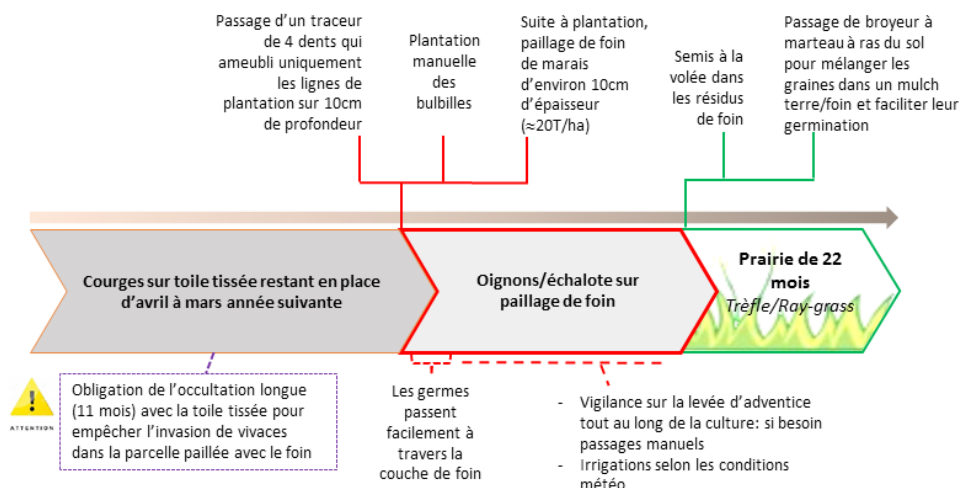 Passage d'un traceur
de 4 dents qui
ameubli uniquement
les lignes de
plantation sur 10cm
de profondeur
Plantation
manuelle
des
bulbilles
Suite à plantation,
paillage de foin
de marais
d'environ 10cm
d'épaisseur
(≈20T/ha)
Semis à la
volée dans
les résidus
de foin
Passage de broyeur à
marteau à ras du sol
pour mélanger les
graines dans un mulch
terre/foin et faciliter leur
germination
Courges sur toile tissée restant en place
d'avril à mars année suivante
Oignons/échalote sur
paillage de foin
Prairie de 22
mois
Trèfle/Ray-grass
ATTENTION
Obligation de l'occultation longue
(11 mois) avec la toile tissée pour
empêcher l'invasion de vivaces
dans la parcelle paillée avec le foin
Les germes
passent
facilement à
travers la
couche de foin
- Vigilance sur la levée d'adventice
tout au long de la culture: si besoin
passages manuels
- Irrigations selon les conditions
météo